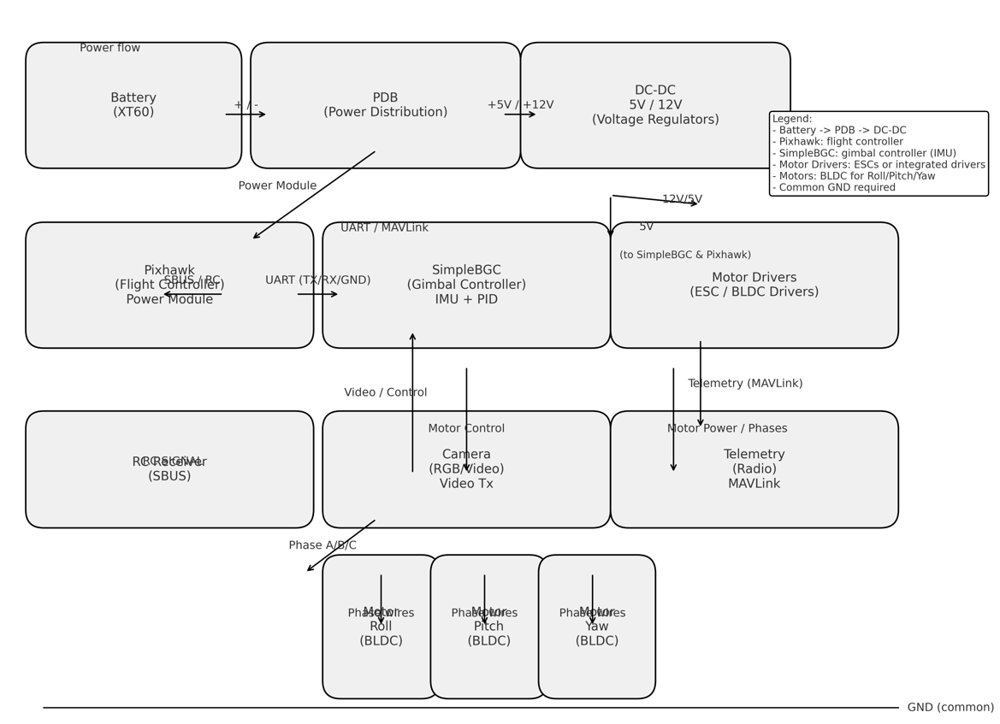 Power flow
Battery
(XT60)
+ / -
PDB
(Power Distribution)
+5V / +12V
DC-DC
5V / 12V
(Voltage Regulators)
Legend:
- Battery -> PDB -> DC-DC
- Pixhawk: flight controller
- SimpleBGC: gimbal controller (IMU)
- Motor Drivers: ESCs or integrated drivers
- Motors: BLDC for Roll/Pitch/Yaw
- Common GND required
Power Module
12V/5V
UART / MAVLink
5V
(to SimpleBGC & Pixhawk)
Pixhawk
(Flight Controller)
Power Module
SBUS / RC
UART (TX/RX/GND)
SimpleBGC
(Gimbal Controller)
IMU + PID
Motor Drivers
(ESC / BLDC Drivers)
Video / Control
Telemetry (MAVLink)
Motor Control
Motor Power / Phases
RC Receiver
(SBUS)
RC SIGNAL
Camera
(RGB/Video)
Video Tx
Telemetry
(Radio)
MAVLink
Phase A/B/C
Phase wires
Motor
Roll
(BLDC)
Phase wires
Motor
Pitch
(BLDC)
Phase wires
Motor
Yaw
(BLDC)
GND (common)